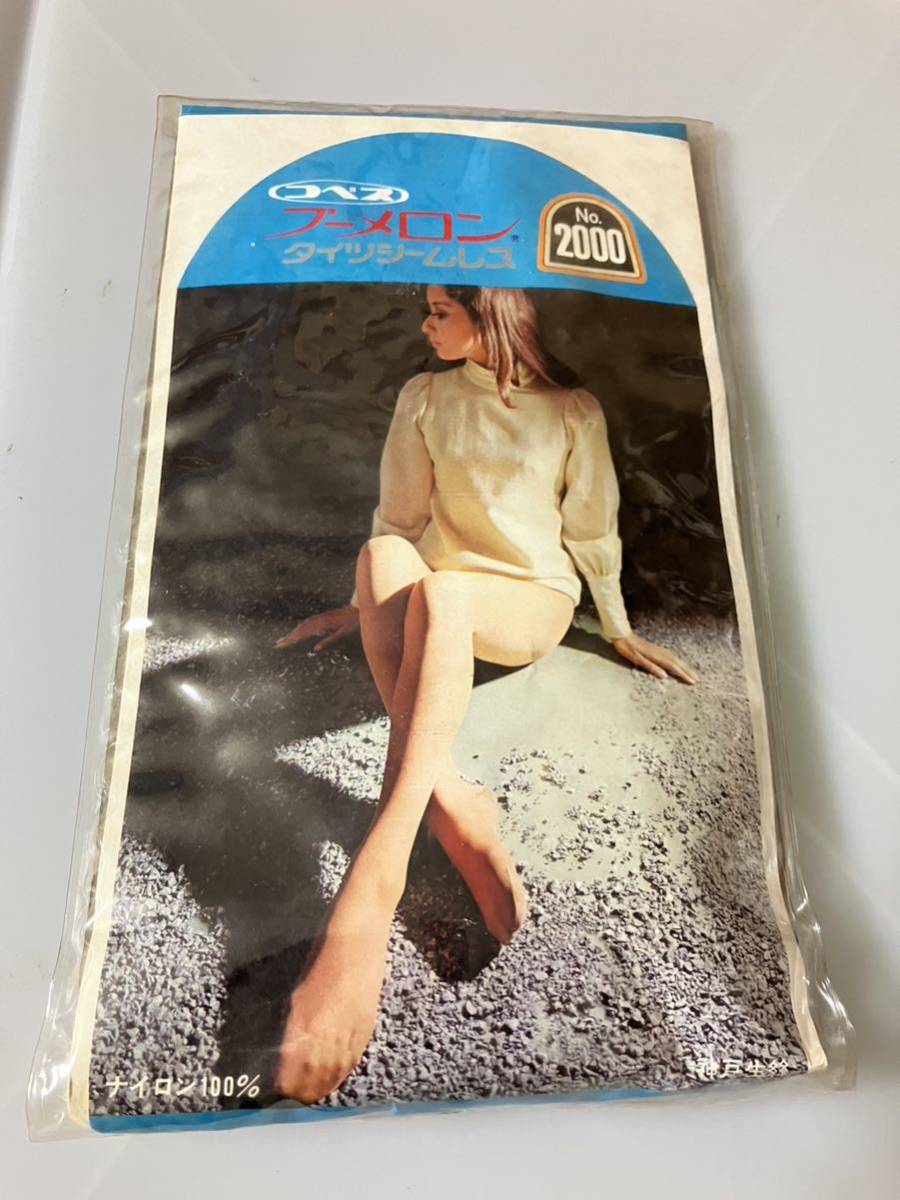 コベス
ブーメロン®
タイツシームレス
No.
2000
ナイロン100%
神戸生絲